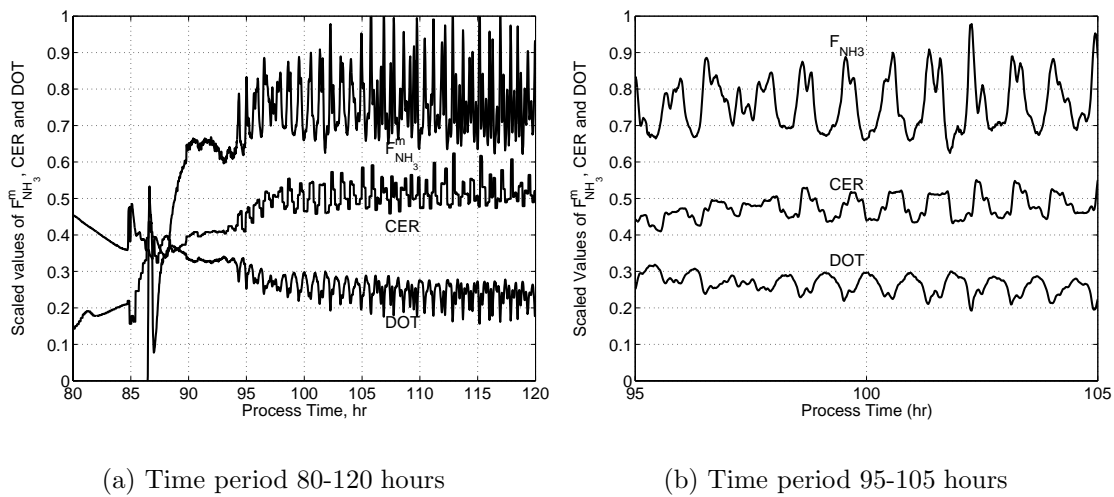 Scaled values of F^m_NH_3, CER and DOT
1
0.9
0.8
0.7
0.6
0.5
0.4
0.3
0.2
0.1
0
F^m_NH_3
CER
DOT
80 85 90 95 100 105 110 115 120
Process Time, hr
(a) Time period 80-120 hours
Scaled Values of F^m_NH_3, CER and DOT
1
0.9
0.8
0.7
0.6
0.5
0.4
0.3
0.2
0.1
0
F_NH3
CER
DOT
95 100 105
Process Time (hr)
(b) Time period 95-105 hours